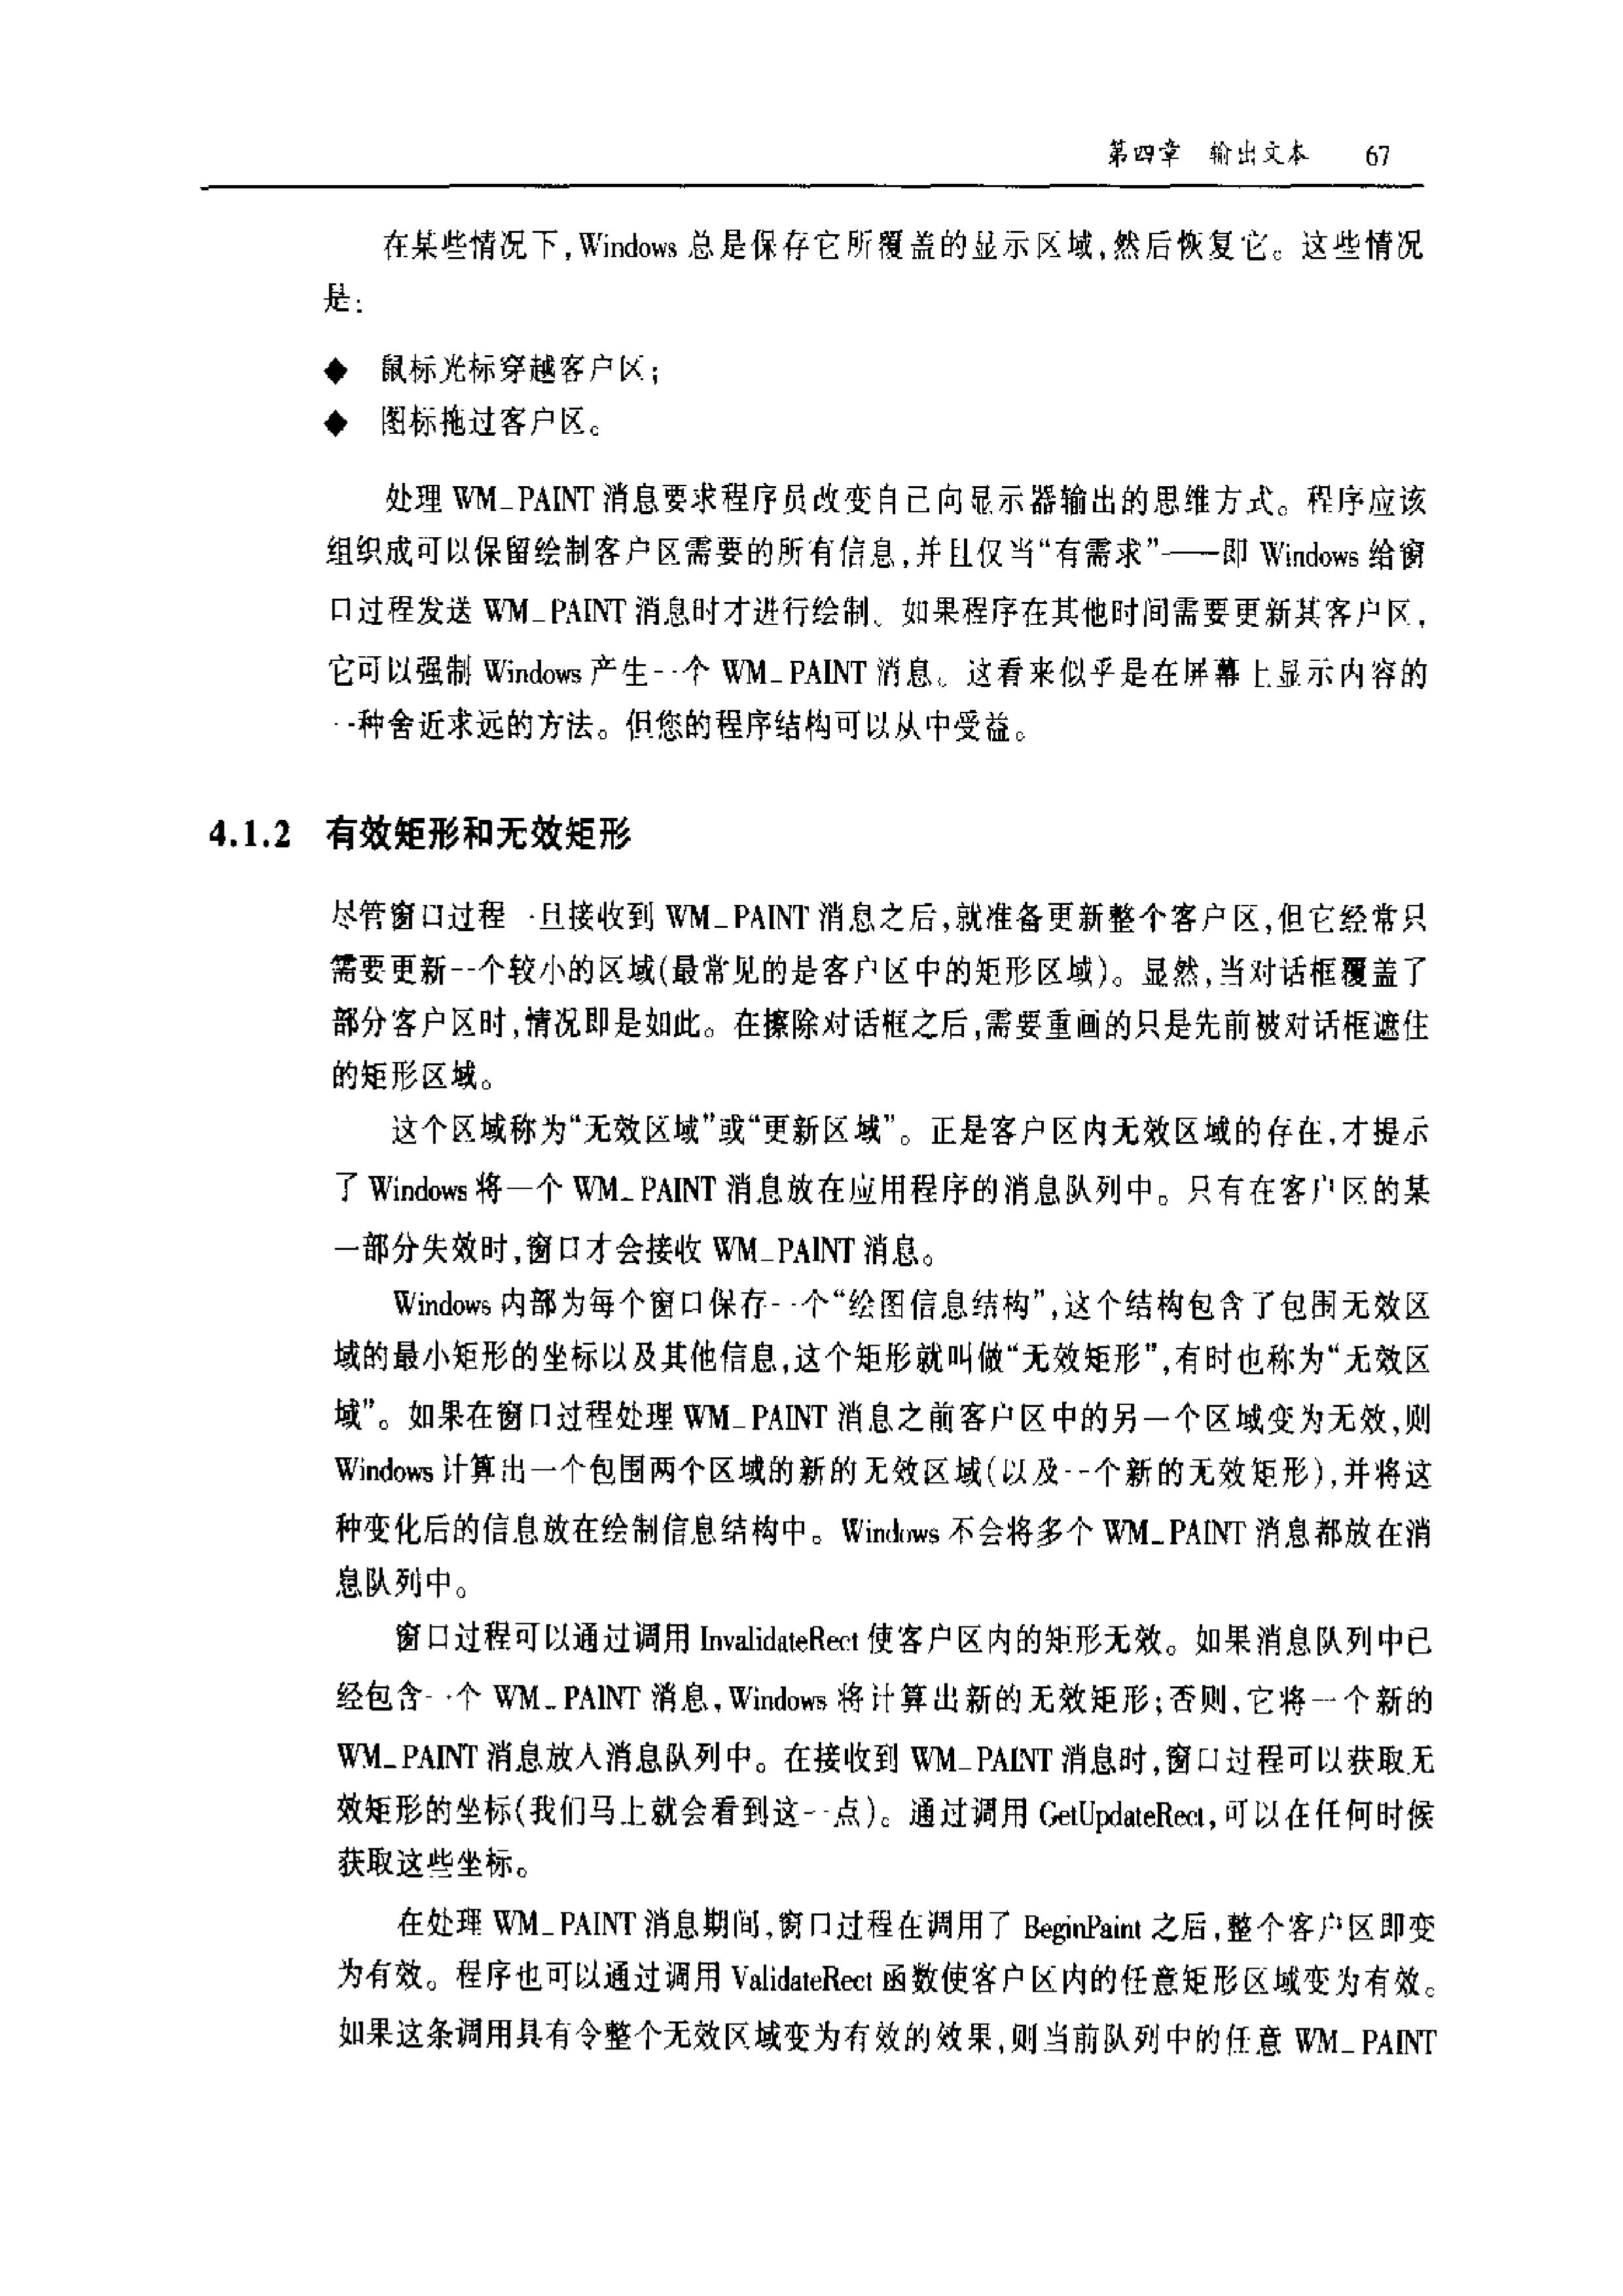 第四章 输出文本 67
在某些情况下,Windows 总是保存它所覆盖的显示区域,然后恢复它。这些情况
是:
◆ 鼠标光标穿越客户区;
◆ 图标拖过客户区。
处理 WM_PAINT 消息要求程序员改变自己向显示器输出的思维方式。程序应该
组织成可以保留绘制客户区需要的所有信息,并且仅当“有需求”——即 Windows 给窗
口过程发送 WM_PAINT 消息时才进行绘制。如果程序在其他时间需要更新其客户区,
它可以强制 Windows 产生一个 WM_PAINT 消息。这看来似乎是在屏幕上显示内容的
一种舍近求远的方法。但您的程序结构可以从中受益。
4.1.2 有效矩形和无效矩形
尽管窗口过程一旦接收到 WM_PAINT 消息之后,就准备更新整个客户区,但它经常只
需要更新一个较小的区域(最常见的是客户区中的矩形区域)。显然,当对话框覆盖了
部分客户区时,情况即是如此。在擦除对话框之后,需要重画的只是先前被对话框遮住
的矩形区域。
这个区域称为“无效区域”或“更新区域”。正是客户区内无效区域的存在,才提示
了 Windows 将一个 WM_PAINT 消息放在应用程序的消息队列中。只有在客户区的某
一部分失效时,窗口才会接收 WM_PAINT 消息。
Windows 内部为每个窗口保存一个“绘图信息结构”,这个结构包含了包围无效区
域的最小矩形的坐标以及其他信息,这个矩形就叫做“无效矩形”,有时也称为“无效区
域”。如果在窗口过程处理 WM_PAINT 消息之前客户区中的另一个区域变为无效,则
Windows 计算出一个包围两个区域的新的无效区域(以及一个新的无效矩形),并将这
种变化后的信息放在绘制信息结构中。Windows 不会将多个 WM_PAINT 消息都放在消
息队列中。
窗口过程可以通过调用 InvalidateRect 使客户区内的矩形无效。如果消息队列中已
经包含一个 WM_PAINT 消息,Windows 将计算出新的无效矩形;否则,它将一个新的
WM_PAINT 消息放入消息队列中。在接收到 WM_PAINT 消息时,窗口过程可以获取无
效矩形的坐标(我们马上就会看到这一点)。通过调用 GetUpdateRect,可以在任何时候
获取这些坐标。
在处理 WM_PAINT 消息期间,窗口过程在调用了 BeginPaint 之后,整个客户区即变
为有效。程序也可以通过调用 ValidateRect 函数使客户区内的任意矩形区域变为有效。
如果这条调用具有令整个无效区域变为有效的效果,则当前队列中的任意 WM_PAINT